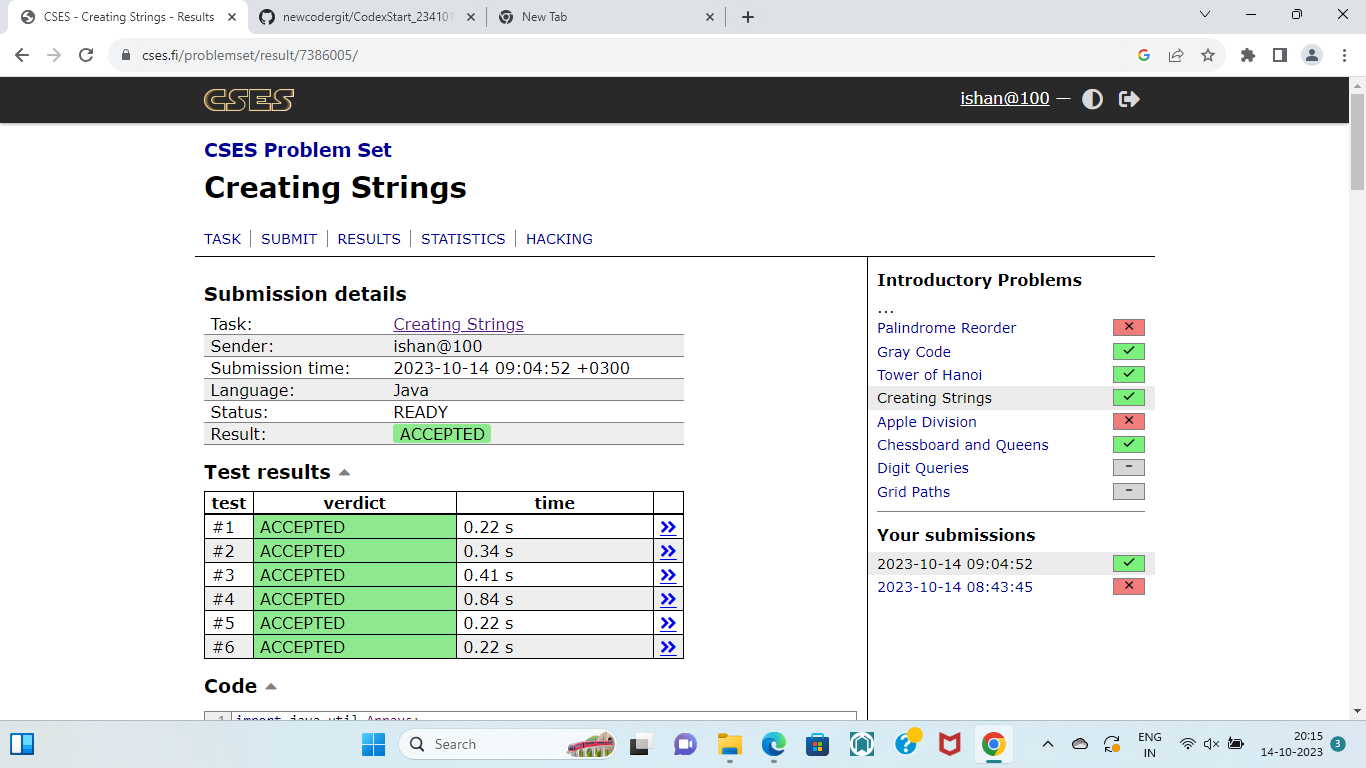 CSES - Creating Strings - Results
newcodergit/CodexStart_234101
New Tab
cses.fi/problemset/result/7386005/
CSES
ishan@100 —
CSES Problem Set
Creating Strings
TASK SUBMIT RESULTS STATISTICS HACKING
Submission details
Task: Creating Strings
Sender: ishan@100
Submission time: 2023-10-14 09:04:52 +0300
Language: Java
Status: READY
Result: ACCEPTED
Test results
test verdict time
#1 ACCEPTED 0.22 s »
#2 ACCEPTED 0.34 s »
#3 ACCEPTED 0.41 s »
#4 ACCEPTED 0.84 s »
#5 ACCEPTED 0.22 s »
#6 ACCEPTED 0.22 s »
Code
1 import java.util.Arrays;
Introductory Problems
...
Palindrome Reorder
Gray Code
Tower of Hanoi
Creating Strings
Apple Division
Chessboard and Queens
Digit Queries –
Grid Paths –
Your submissions
2023-10-14 09:04:52
2023-10-14 08:43:45
Search
ENG
IN
20:15
14-10-2023
3